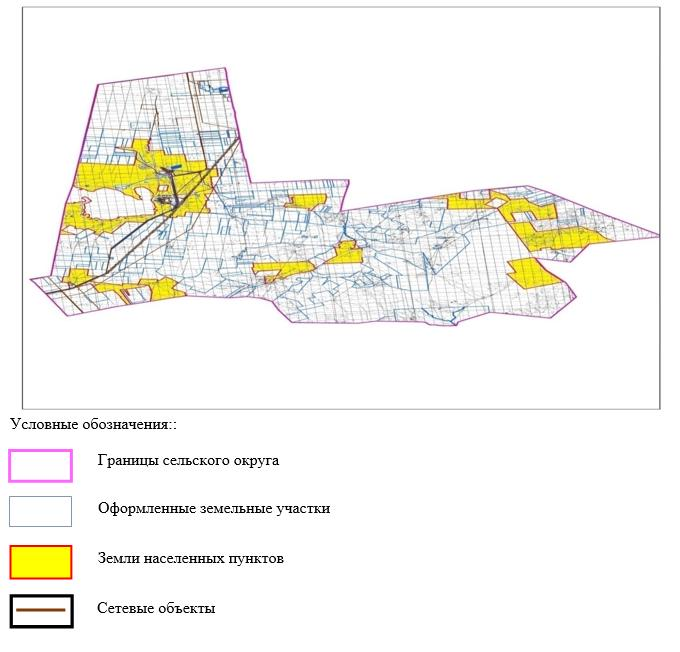 Условные обозначения::
Границы сельского округа
Оформленные земельные участки
Земли населенных пунктов
Сетевые объекты